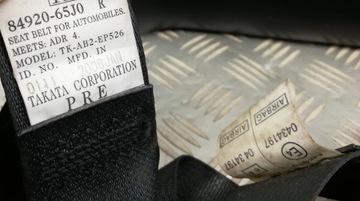 84920-65J0 R
SEAT BELT FOR AUTOMOBILES.
MEETS: ADR 4.
MODEL: TK-AB2-EP526
ID. NO. MFD. IN
TAKATA CORPORATION
PRE
AIRBAG
0434197
AIRBAG
0434197